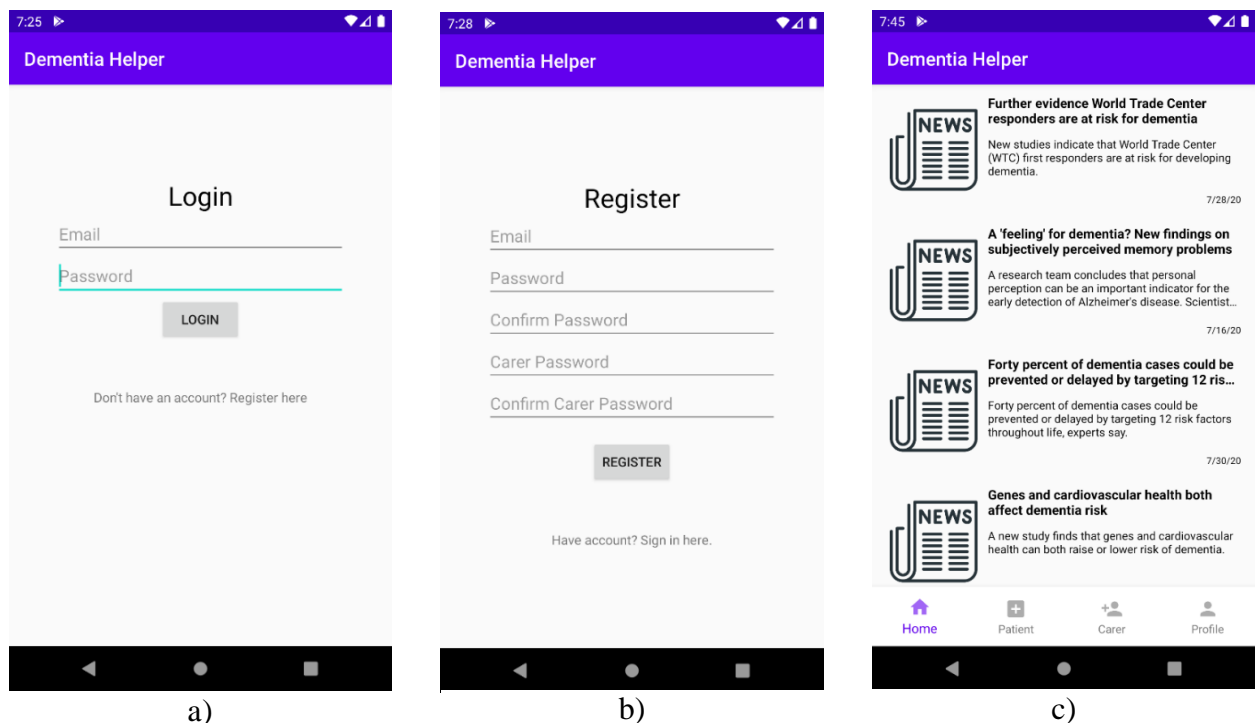 7:25
Dementia Helper
Login
Email
Password
LOGIN
Don't have an account? Register here
a)
7:28
Dementia Helper
Register
Email
Password
Confirm Password
Carer Password
Confirm Carer Password
REGISTER
Have account? Sign in here.
b)
7:45
Dementia Helper
NEWS
Further evidence World Trade Center
responders are at risk for dementia
New studies indicate that World Trade Center
(WTC) first responders are at risk for developing
dementia.
7/28/20
NEWS
A 'feeling' for dementia? New findings on
subjectively perceived memory problems
A research team concludes that personal
perception can be an important indicator for the
early detection of Alzheimer's disease. Scientist...
7/16/20
NEWS
Forty percent of dementia cases could be
prevented or delayed by targeting 12 ris...
Forty percent of dementia cases could be
prevented or delayed by targeting 12 risk factors
throughout life, experts say.
7/30/20
NEWS
Genes and cardiovascular health both
affect dementia risk
A new study finds that genes and cardiovascular
health can both raise or lower risk of dementia.
Home Patient Carer Profile
c)